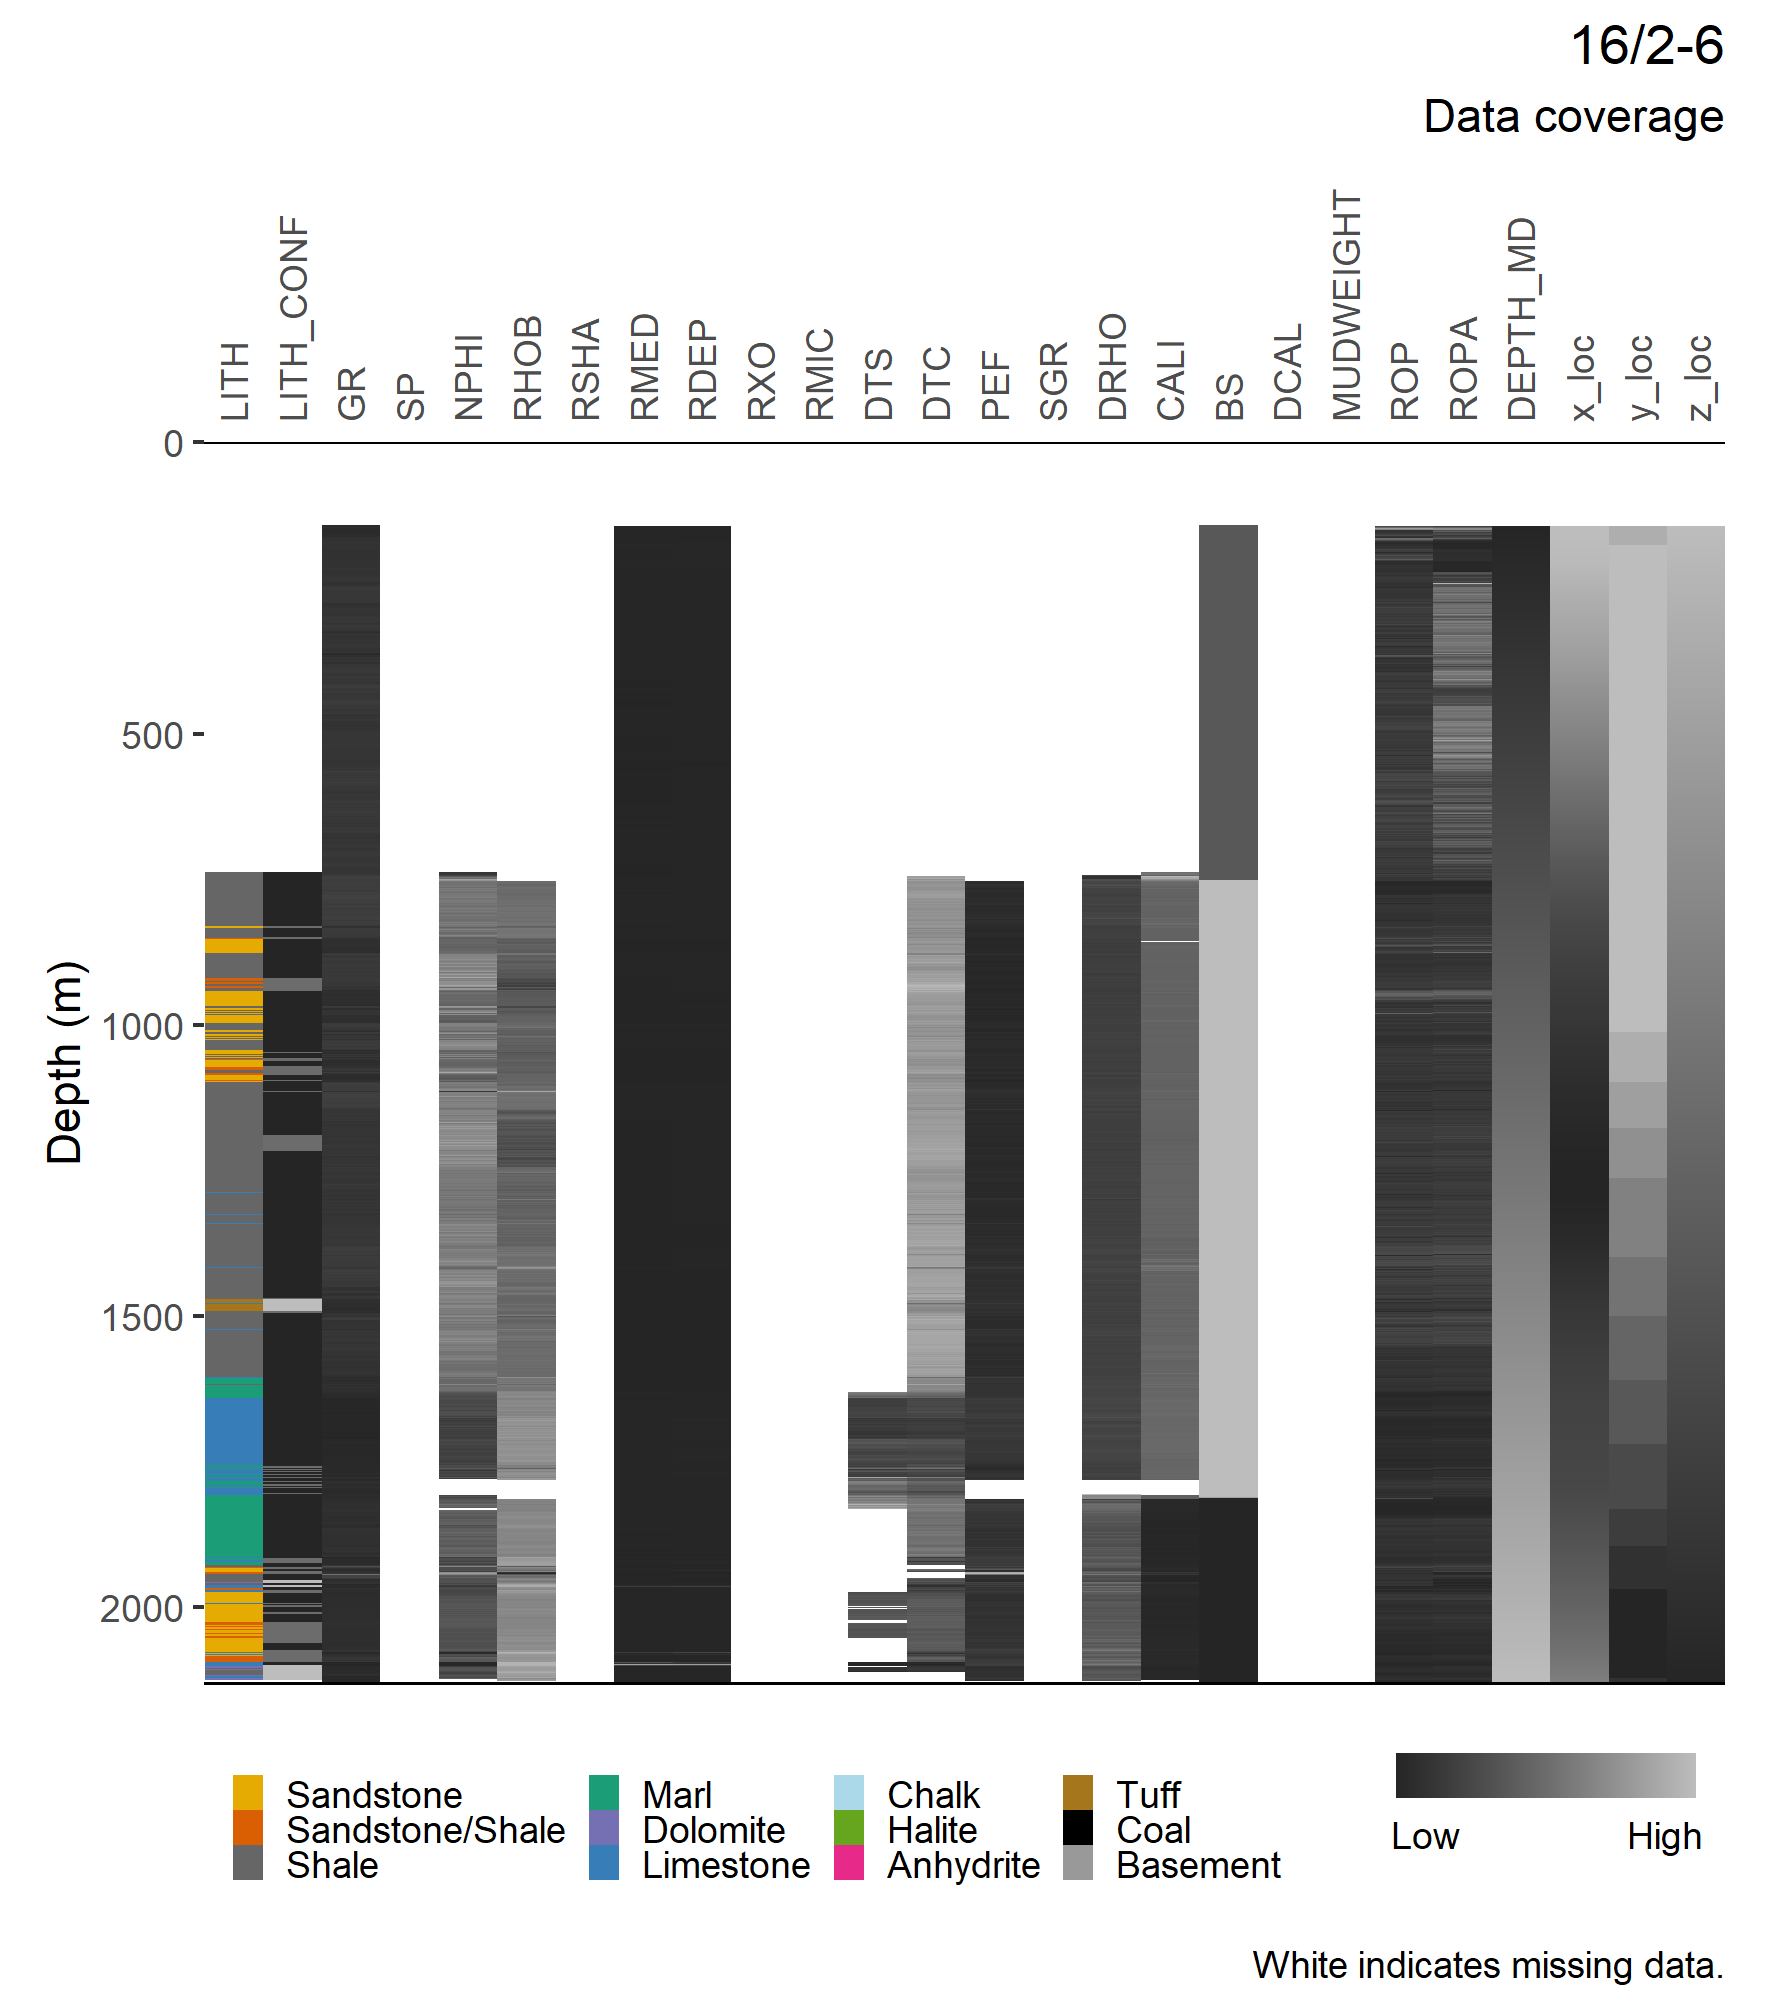 16/2-6
Data coverage
LITH
LITH_CONF
GR
SP
NPHI
RHOB
RSHA
RMED
RDEP
RXO
RMIC
DTS
DTC
PEF
SGR
DRHO
CALI
BS
DCAL
MUDWEIGHT
ROP
ROPA
DEPTH_MD
x_loc
y_loc
z_loc
0
500
1000
1500
2000
Depth (m)
Sandstone
Sandstone/Shale
Shale
Marl
Dolomite
Limestone
Chalk
Halite
Anhydrite
Tuff
Coal
Basement
Low High
White indicates missing data.